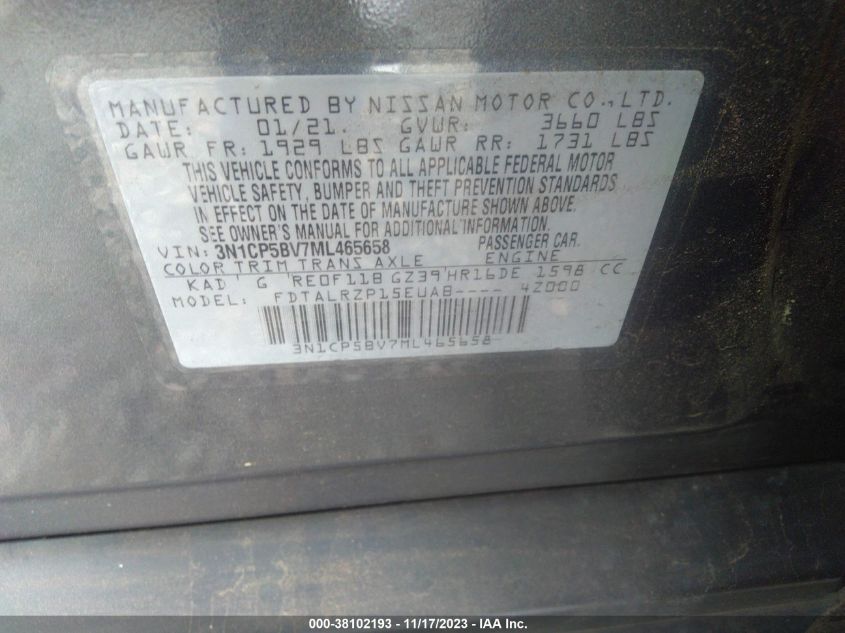 MANUFACTURED BY NISSAN MOTOR CO., LTD.
DATE: 01/21. GVWR: 3660 LBS
GAWR FR: 1929 LBS GAWR RR: 1731 LBS
THIS VEHICLE CONFORMS TO ALL APPLICABLE FEDERAL MOTOR
VEHICLE SAFETY, BUMPER AND THEFT PREVENTION STANDARDS
IN EFFECT ON THE DATE OF MANUFACTURE SHOWN ABOVE.
SEE OWNER'S MANUAL FOR ADDITIONAL INFORMATION.
VIN: 3N1CP5BV7ML465658 PASSENGER CAR.
COLOR TRIM TRANS AXLE ENGINE
KAD G RE0F11B GZ39 HR16DE 1598 CC
MODEL: FDTALRZP15EUAB---- 4Z000
3N1CP5BV7ML465658
000-38102193 - 11/17/2023 - IAA Inc.